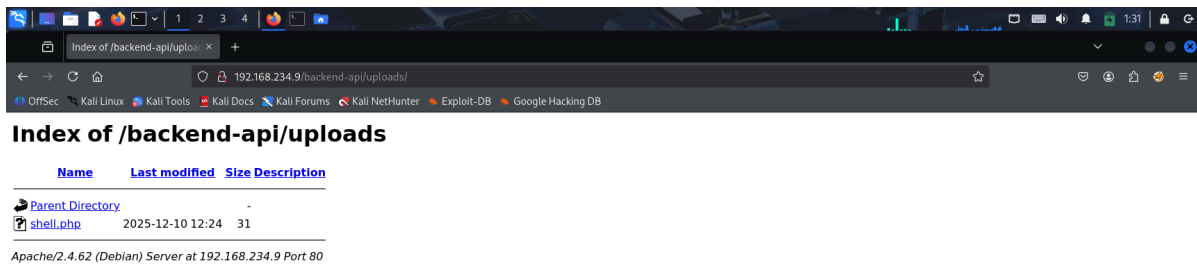 1 2 3 4 1:31
Index of /backend-api/upload
192.168.234.9/backend-api/uploads/
OffSec Kali Linux Kali Tools Kali Docs Kali Forums Kali NetHunter Exploit-DB Google Hacking DB
Index of /backend-api/uploads
Name Last modified Size Description
Parent Directory -
shell.php 2025-12-10 12:24 31
Apache/2.4.62 (Debian) Server at 192.168.234.9 Port 80